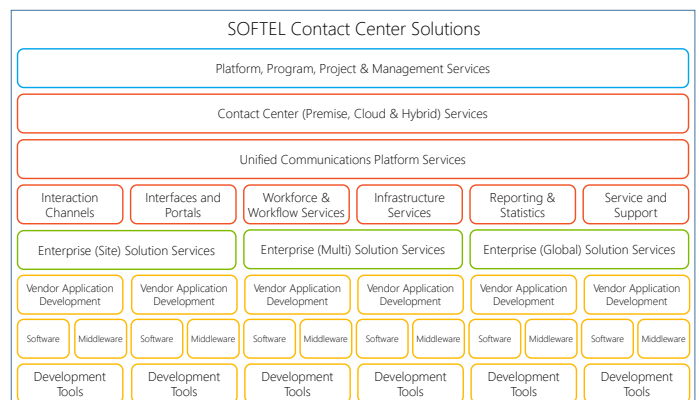 SOFTEL Contact Center Solutions
Platform, Program, Project & Management Services
Contact Center (Premise, Cloud & Hybrid) Services
Unified Communications Platform Services
Interaction
Channels
Interfaces and
Portals
Workforce &
Workflow Services
Infrastructure
Services
Reporting &
Statistics
Service and
Support
Enterprise (Site) Solution Services
Enterprise (Multi) Solution Services
Enterprise (Global) Solution Services
Vendor Application
Development
Vendor Application
Development
Vendor Application
Development
Vendor Application
Development
Vendor Application
Development
Vendor Application
Development
Software
Middleware
Software
Middleware
Software
Middleware
Software
Middleware
Software
Middleware
Software
Middleware
Development
Tools
Development
Tools
Development
Tools
Development
Tools
Development
Tools
Development
Tools